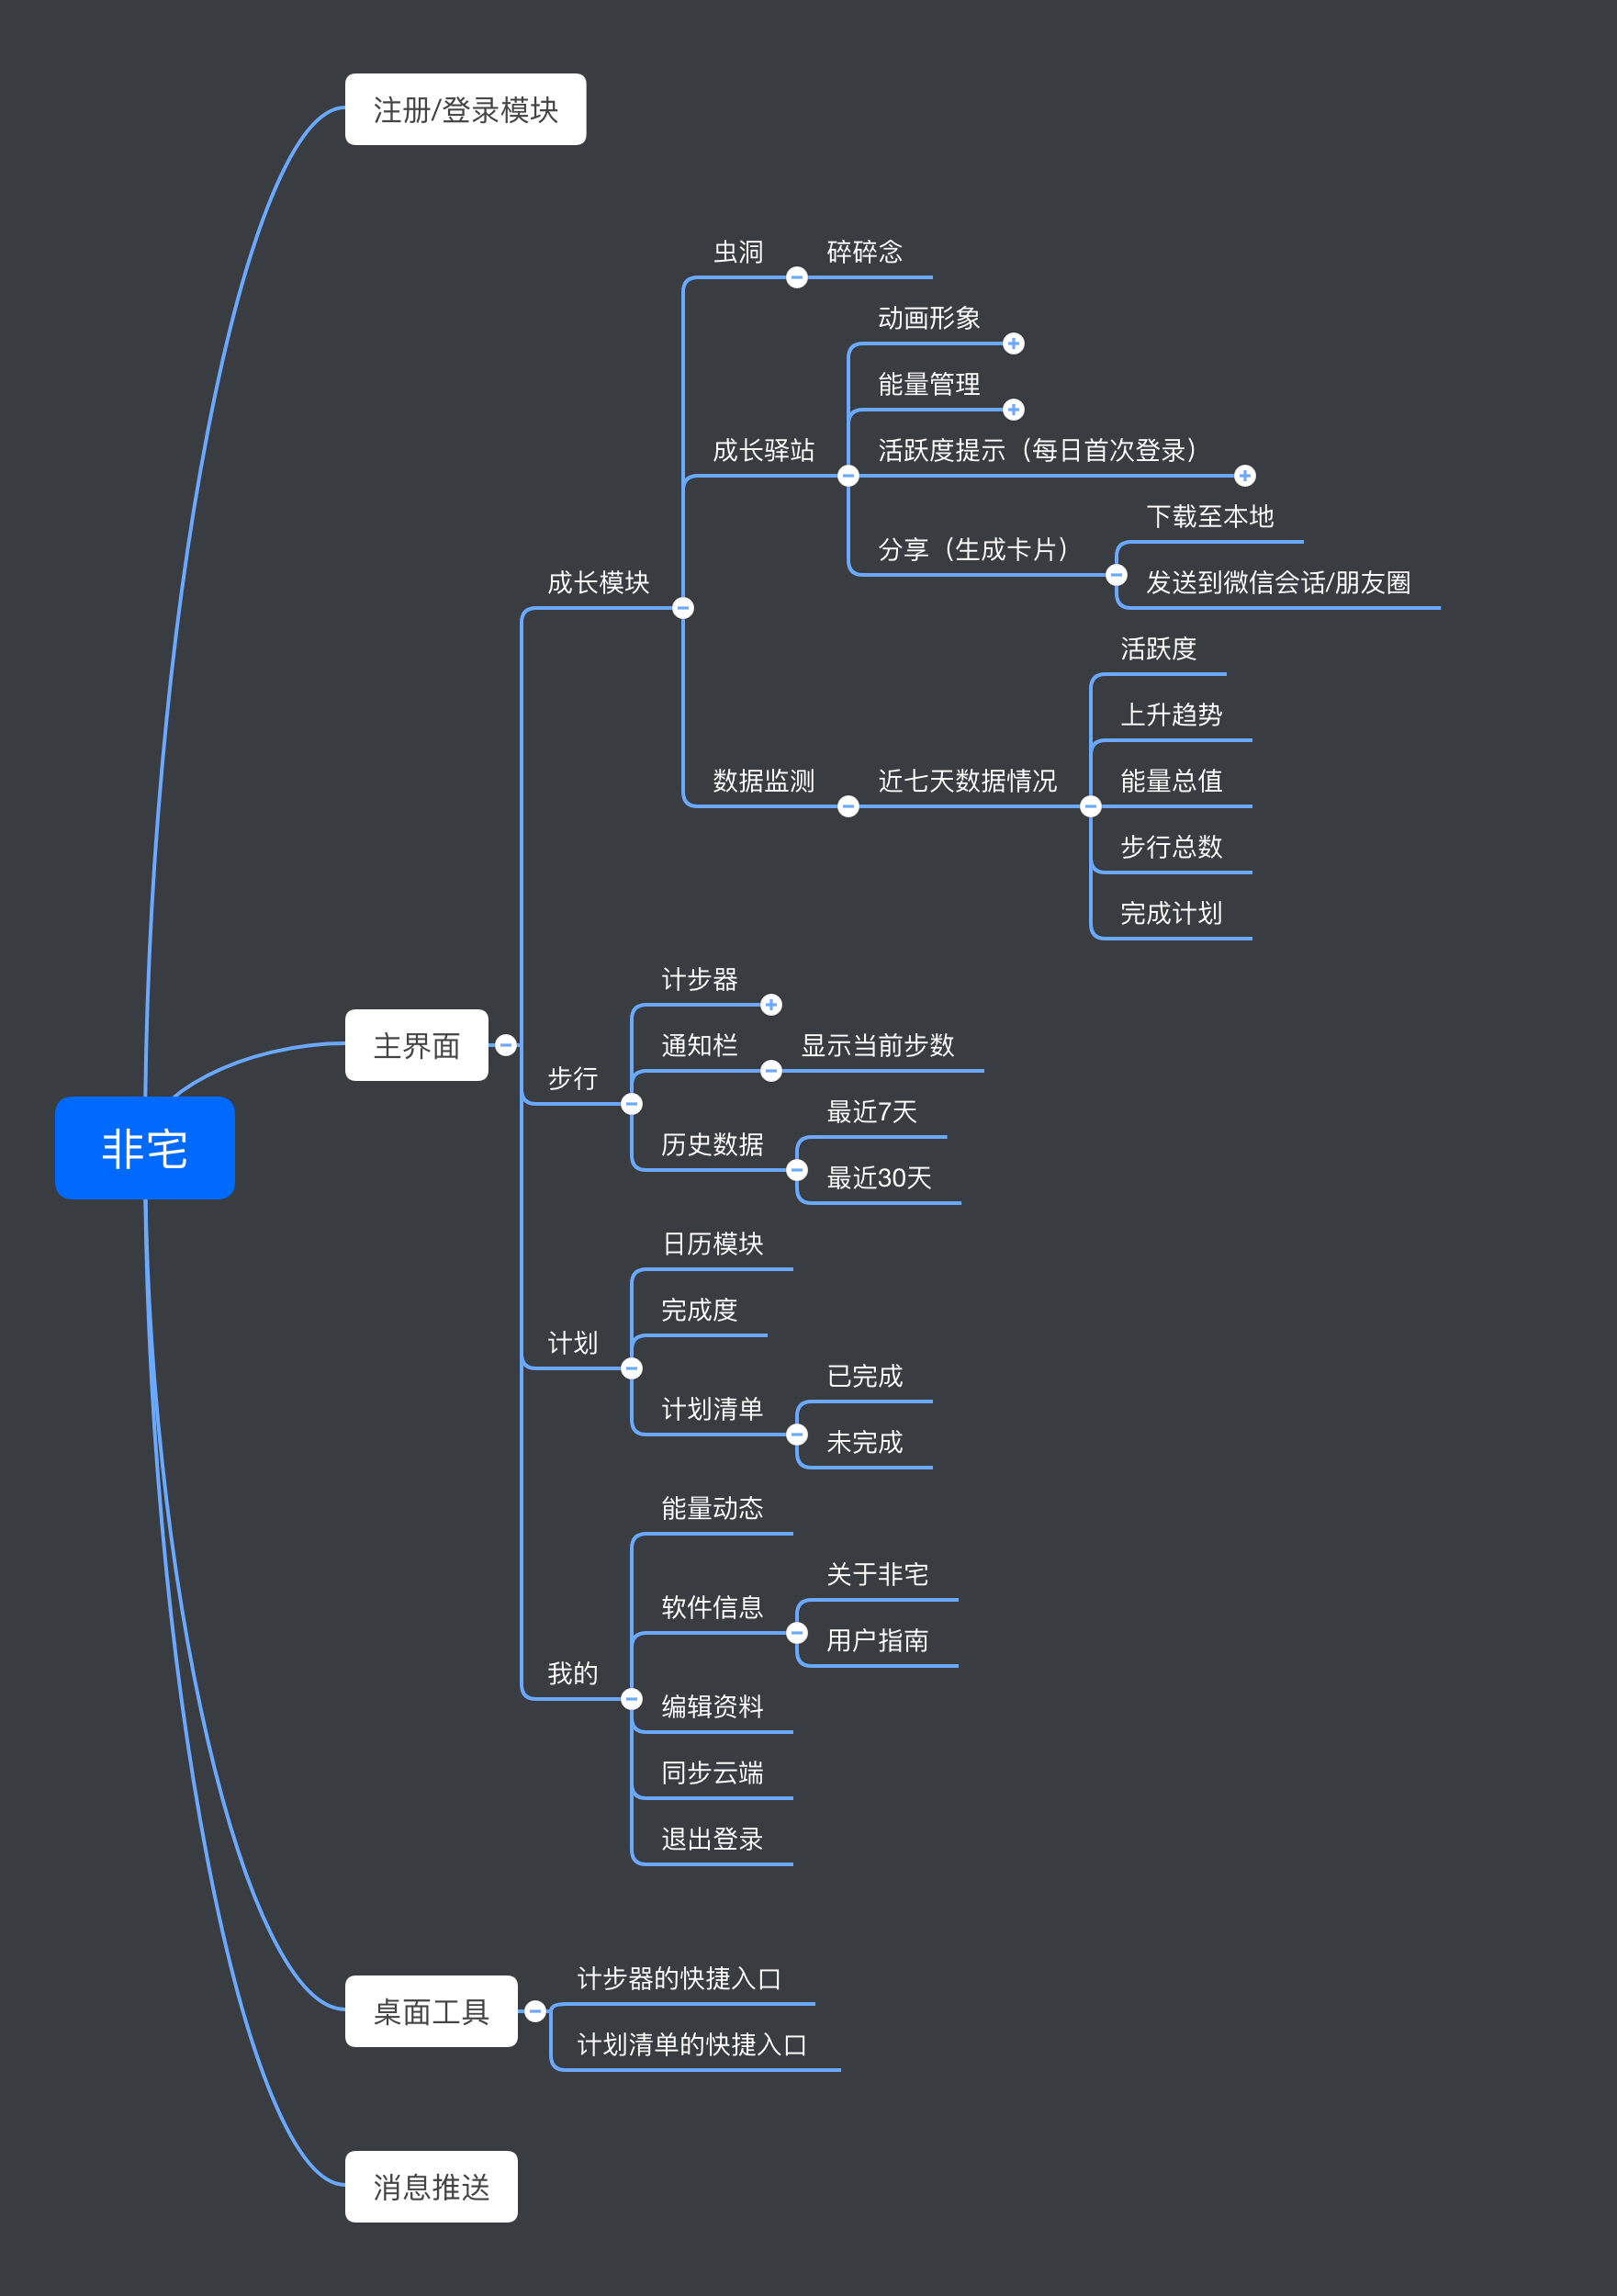 非宅
注册/登录模块
主界面
成长模块
虫洞
碎碎念
成长驿站
动画形象
能量管理
活跃度提示（每日首次登录）
分享（生成卡片）
下载至本地
发送到微信会话/朋友圈
数据监测
近七天数据情况
活跃度
上升趋势
能量总值
步行总数
完成计划
步行
计步器
通知栏
显示当前步数
历史数据
最近7天
最近30天
计划
日历模块
完成度
计划清单
已完成
未完成
我的
能量动态
软件信息
关于非宅
用户指南
编辑资料
同步云端
退出登录
桌面工具
计步器的快捷入口
计划清单的快捷入口
消息推送